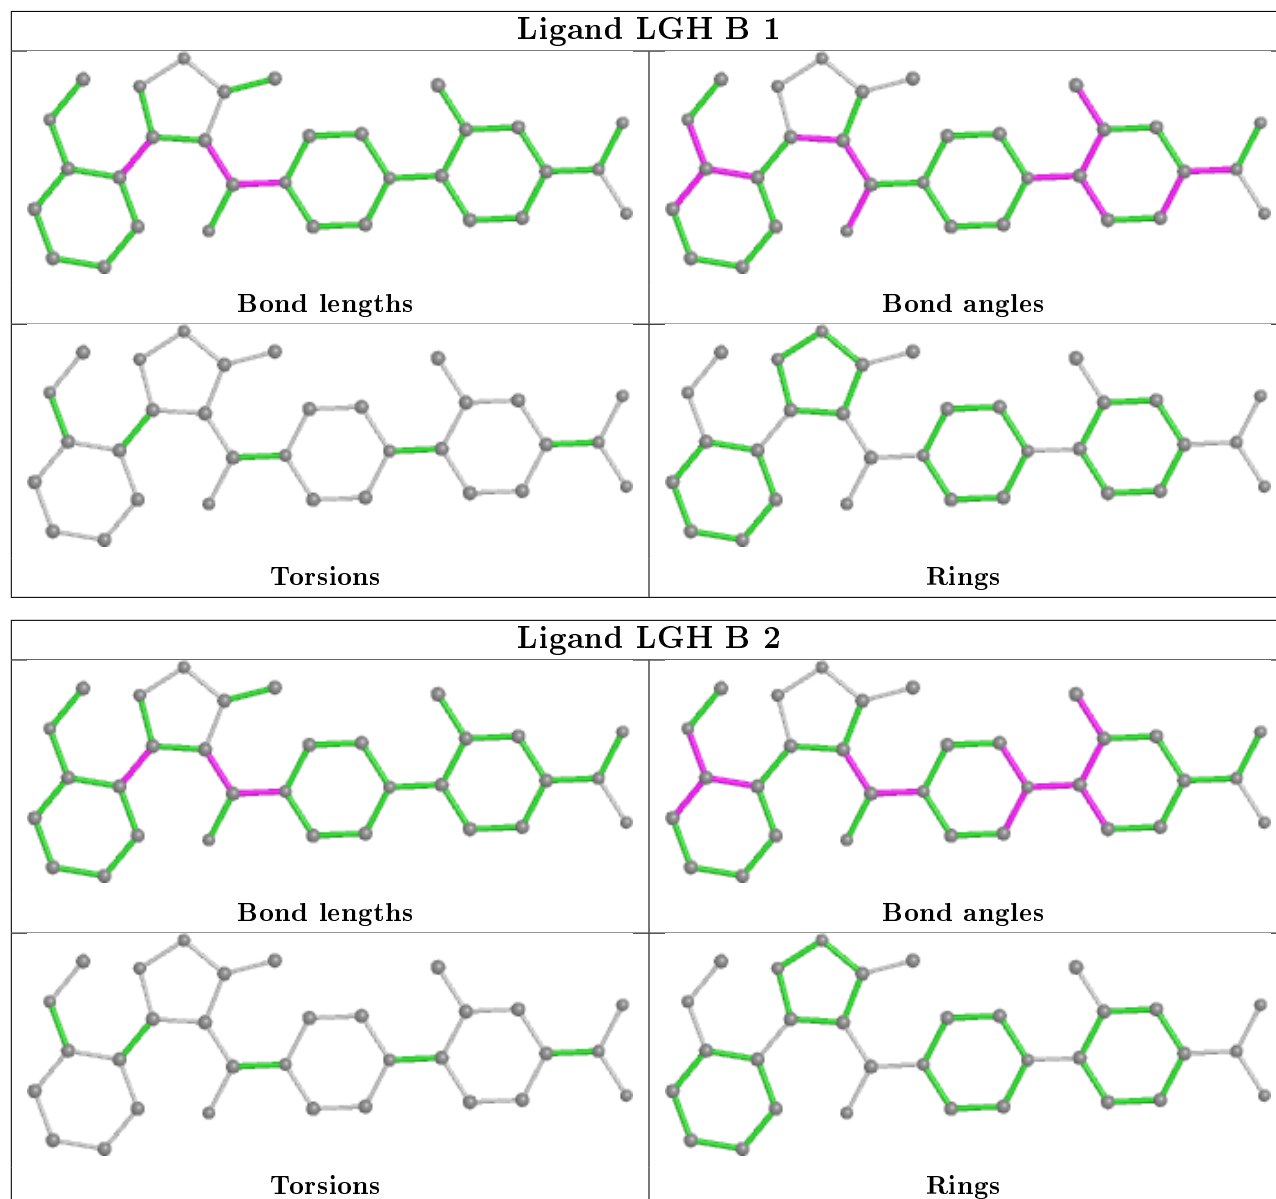 Ligand LGH B 1
Bond lengths
Bond angles
Torsions
Rings
Ligand LGH B 2
Bond lengths
Bond angles
Torsions
Rings